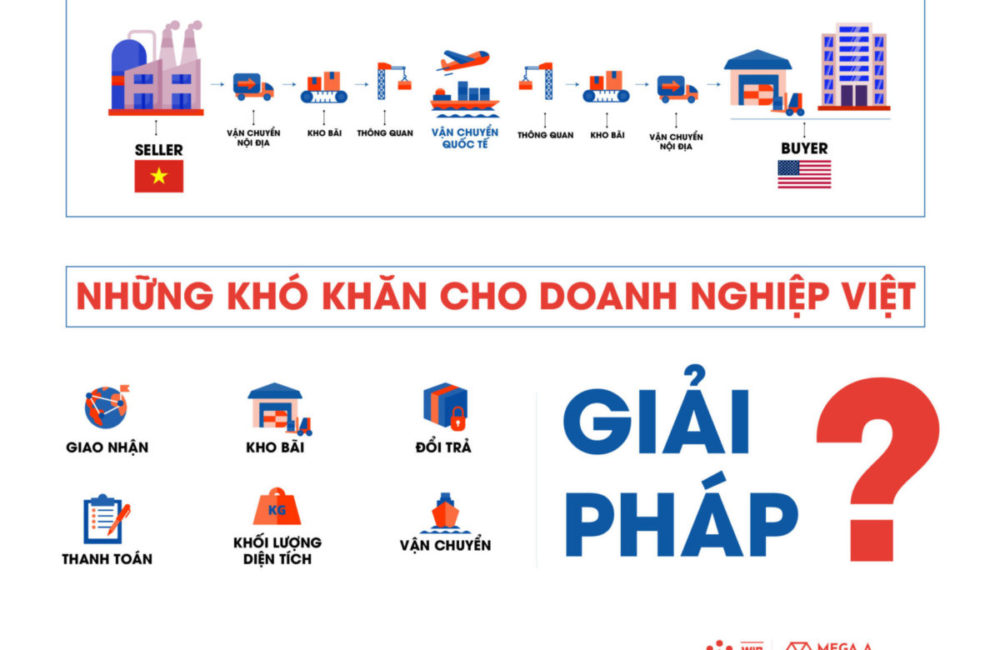 VẬN CHUYỂN
NỘI ĐỊA
KHO BÃI
THÔNG QUAN
VẬN CHUYỂN
QUỐC TẾ
THÔNG QUAN
KHO BÃI
VẬN CHUYỂN
NỘI ĐỊA
SELLER
BUYER
NHỮNG KHÓ KHĂN CHO DOANH NGHIỆP VIỆT
GIAO NHẬN
KHO BÃI
ĐỔI TRẢ
KG
THANH TOÁN
KHỐI LƯỢNG
DIỆN TÍCH
VẬN CHUYỂN
GIẢI
PHÁP
?
MEGA A